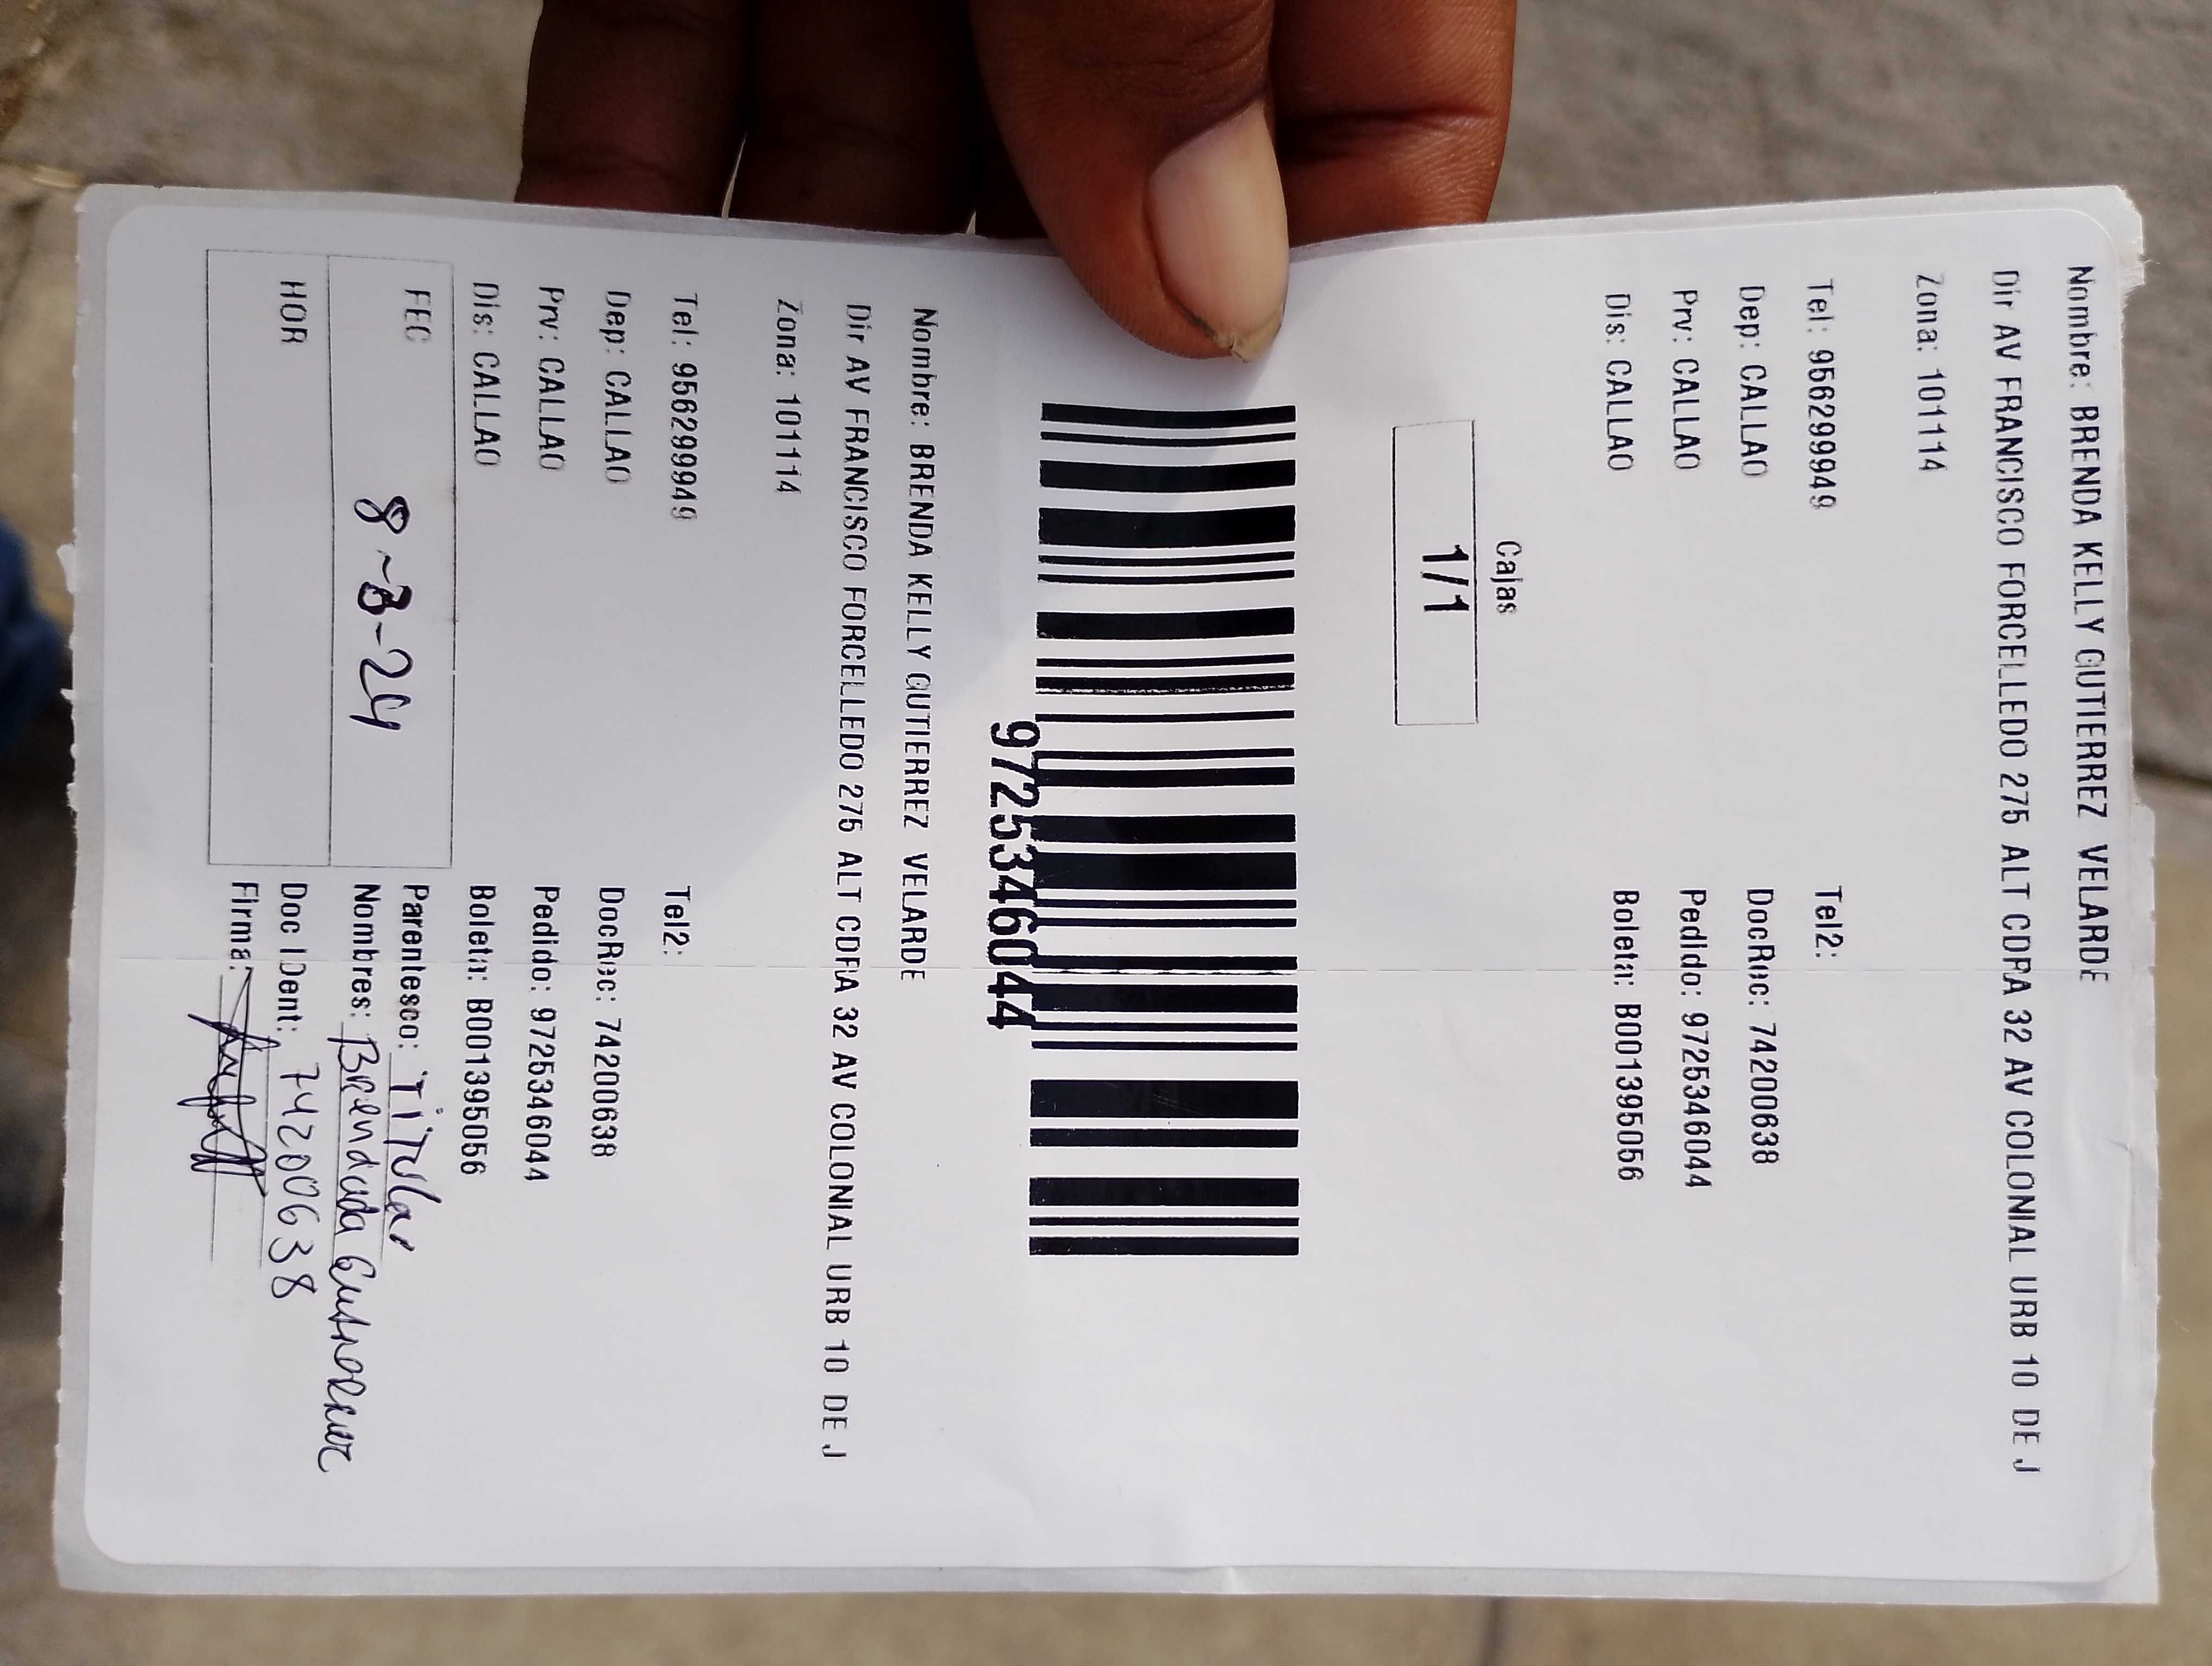 Nombre: BRENDA KELLY GUTIERREZ VELARDE
Dir AV FRANCISCO FORCELLEDO 275 ALT CDRA 32 AV COLONIAL URB 10 DE J
Zona: 101114
Tel: 956299949 Tel2:
Dep: CALLAO DocRec: 74200638
Prv: CALLAO Pedido: 9725346044
Dis: CALLAO Boleta: B001395056
Cajas
1/1
9725346044
Nombre: BRENDA KELLY GUTIERREZ VELARDE
Dir AV FRANCISCO FORCELLEDO 275 ALT CDRA 32 AV COLONIAL URB 10 DE J
Zona: 101114
Tel: 956299949 Tel2:
Dep: CALLAO DocRec: 74200638
Prv: CALLAO Pedido: 9725346044
Dis: CALLAO Boleta: B001395056
FEC 8-3-24 Parentesco: Titular
Nombres:
HOR Doc IDent: 74200638
Firma: